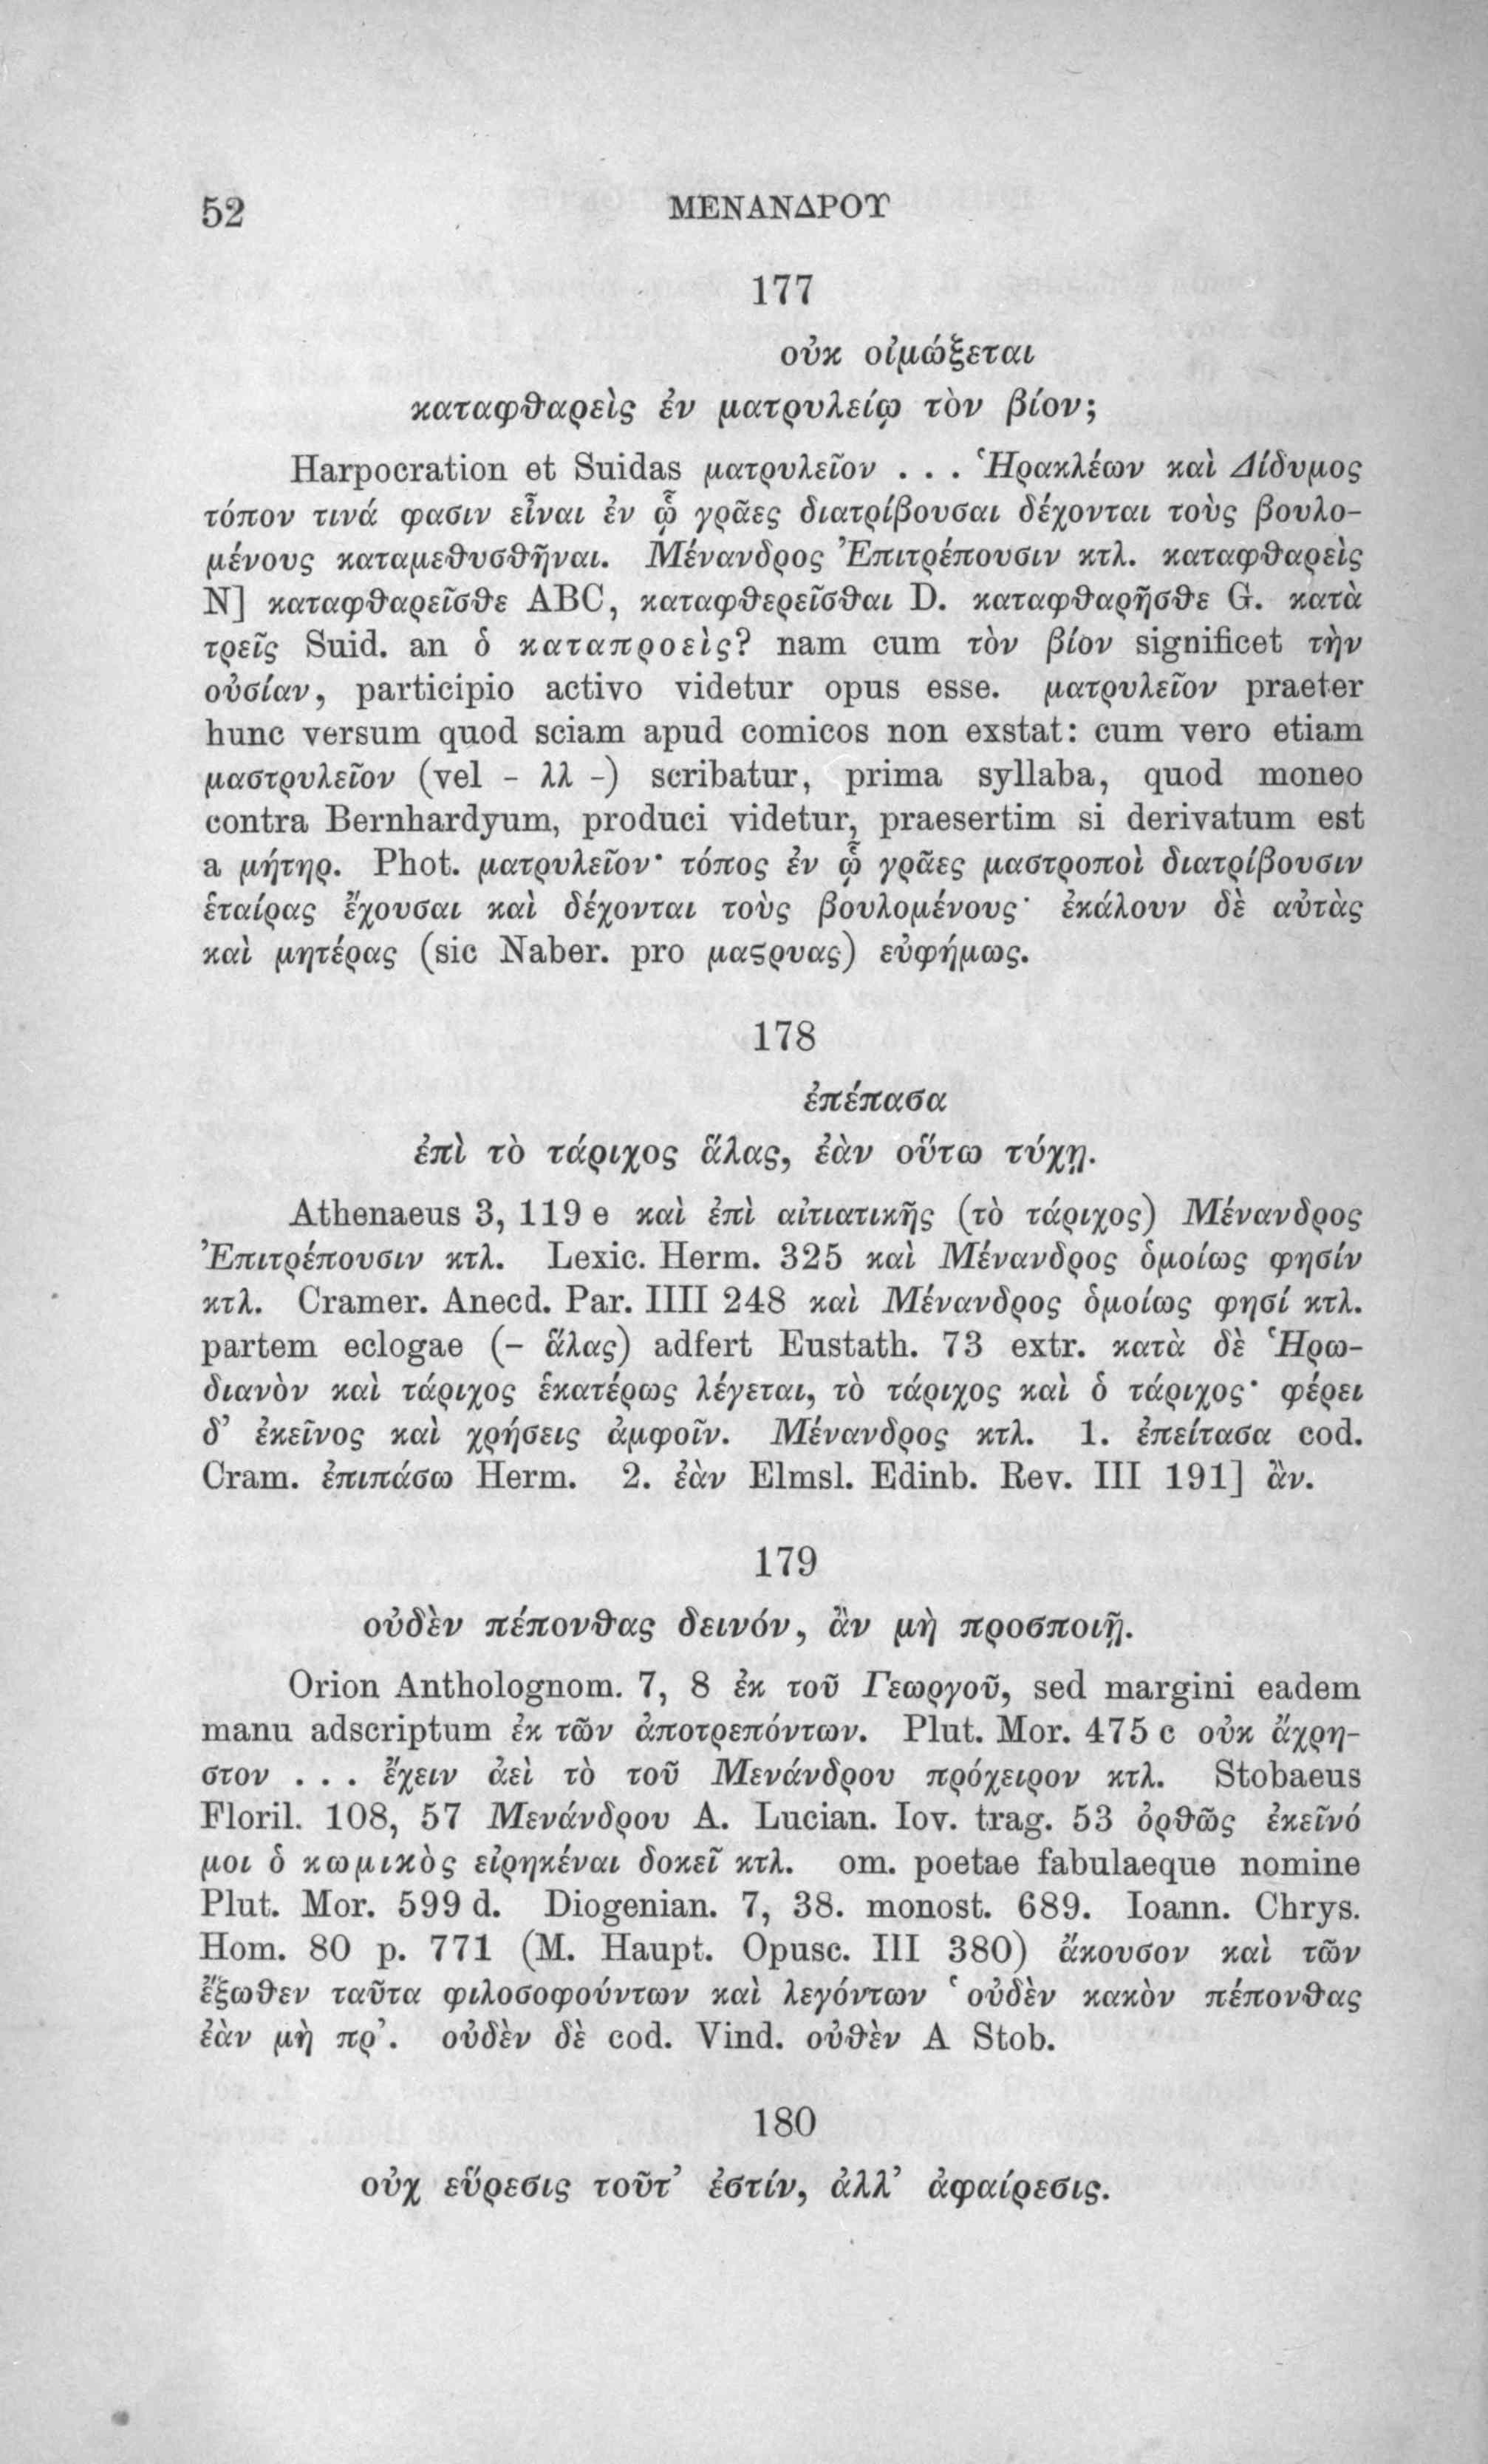 52
ΜΕΝΑΝΔΡΟΥ
177
οὐκ οἰμώξεται
καταφθαρεὶς ἐν ματρυλείῳ τὸν βίον;
Harpocration et Suidas ματρυλεῖον . . . Ἡρακλέων καὶ Δίδυμος
τόπον τινά φασιν εἶναι ἐν ᾧ γρᾶες διατρίβουσαι δέχονται τοὺς βουλο-
μένους καταμεθυσθῆναι. Μένανδρος Ἐπιτρέπουσιν κτλ. καταφθαρεὶς
N] καταφθαρεῖσθε ABC, καταφθερεῖσθαι D. καταφθαρῆσθε G. κατὰ
τρεῖς Suid. an ὁ καταπροεὶς? nam cum τὸν βίον significet τὴν
οὐσίαν, participio activo videtur opus esse. ματρυλεῖον praeter
hunc versum quod sciam apud comicos non exstat: cum vero etiam
μαστρυλεῖον (vel - λλ -) scribatur, prima syllaba, quod moneo
contra Bernhardyum, produci videtur, praesertim si derivatum est
a μήτηρ. Phot. ματρυλεῖον· τόπος ἐν ᾧ γρᾶες μαστροποὶ διατρίβουσιν
ἑταίρας ἔχουσαι καὶ δέχονται τοὺς βουλομένους· ἐκάλουν δὲ αὐτὰς
καὶ μητέρας (sic Naber. pro μαϛρυας) εὐφήμως.
178
ἐπέπασα
ἐπὶ τὸ τάριχος ἅλας, ἐὰν οὕτω τύχῃ.
Athenaeus 3, 119 e καὶ ἐπὶ αἰτιατικῆς (τὸ τάριχος) Μένανδρος
Ἐπιτρέπουσιν κτλ. Lexic. Herm. 325 καὶ Μένανδρος ὁμοίως φησίν
κτλ. Cramer. Anecd. Par. IIII 248 καὶ Μένανδρος ὁμοίως φησί κτλ.
partem eclogae (- ἅλας) adfert Eustath. 73 extr. κατὰ δὲ Ἡρω-
διανὸν καὶ τάριχος ἑκατέρως λέγεται, τὸ τάριχος καὶ ὁ τάριχος· φέρει
δ’ ἐκεῖνος καὶ χρήσεις ἀμφοῖν. Μένανδρος κτλ. 1. ἐπείτασα cod.
Cram. ἐπιπάσω Herm. 2. ἐὰν Elmsl. Edinb. Rev. III 191] ἂν.
179
οὐδὲν πέπονθας δεινόν, ἂν μὴ προσποιῇ.
Orion Anthologn­om. 7, 8 ἐκ τοῦ Γεωργοῦ, sed margini eadem
manu adscriptum ἐκ τῶν ἀποτρεπόντων. Plut. Mor. 475 c οὐκ ἄχρη-
στον . . . ἔχειν ἀεὶ τὸ τοῦ Μενάνδρου πρόχειρον κτλ. Stobaeus
Floril. 108, 57 Μενάνδρου A. Lucian. Iov. trag. 53 ὀρθῶς ἐκεῖνό
μοι ὁ κωμικὸς εἰρηκέναι δοκεῖ κτλ. om. poetae fabulaeque nomine
Plut. Mor. 599 d. Diogenian. 7, 38. monost. 689. Ioann. Chrys.
Hom. 80 p. 771 (M. Haupt. Opusc. III 380) ἄκουσον καὶ τῶν
ἔξωθεν ταῦτα φιλοσοφούντων καὶ λεγόντων ‘ οὐδὲν κακὸν πέπονθας
ἐὰν μὴ πρ’. οὐδὲν δὲ cod. Vind. οὐθὲν A Stob.
180
οὐχ εὕρεσις τοῦτ’ ἐστίν, ἀλλ’ ἀφαίρεσις.